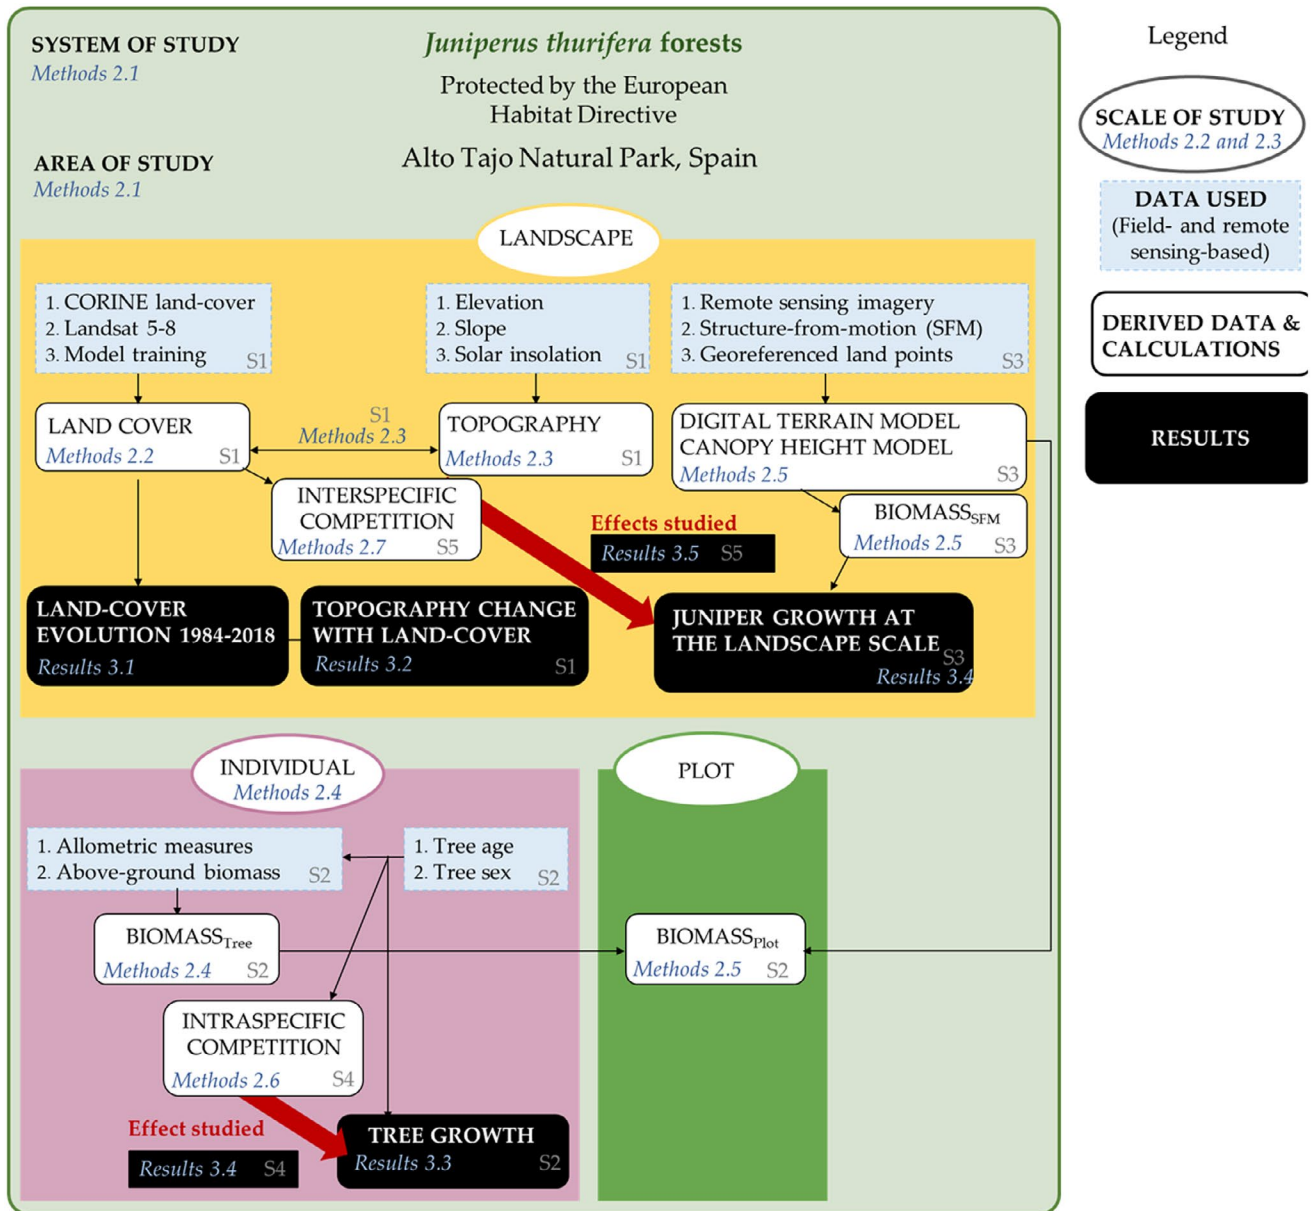 SYSTEM OF STUDY
Methods 2.1
Juniperus thurifera forests
Protected by the European
Habitat Directive
AREA OF STUDY
Methods 2.1
Alto Tajo Natural Park, Spain
LANDSCAPE
1. CORINE land-cover
2. Landsat 5-8
3. Model training S1
1. Elevation
2. Slope
3. Solar insolation S1
1. Remote sensing imagery
2. Structure-from-motion (SFM)
3. Georeferenced land points S3
LAND COVER
Methods 2.2 S1
S1
Methods 2.3
TOPOGRAPHY
Methods 2.3 S1
DIGITAL TERRAIN MODEL
CANOPY HEIGHT MODEL
Methods 2.5 S3
INTERSPECIFIC
COMPETITION
Methods 2.7 S5
Effects studied
Results 3.5 S5
BIOMASSSFM
Methods 2.5 S3
LAND-COVER
EVOLUTION 1984-2018
Results 3.1
TOPOGRAPHY CHANGE
WITH LAND-COVER
Results 3.2 S1
JUNIPER GROWTH AT
THE LANDSCAPE SCALE S3
Results 3.4
INDIVIDUAL
Methods 2.4
1. Allometric measures
2. Above-ground biomass S2
1. Tree age
2. Tree sex S2
BIOMASSTree
Methods 2.4 S2
INTRASPECIFIC
COMPETITION
Methods 2.6 S4
Effect studied
Results 3.4 S4
TREE GROWTH
Results 3.3 S2
PLOT
BIOMASSPlot
Methods 2.5 S2
Legend
SCALE OF STUDY
Methods 2.2 and 2.3
DATA USED
(Field- and remote
sensing-based)
DERIVED DATA &
CALCULATIONS
RESULTS